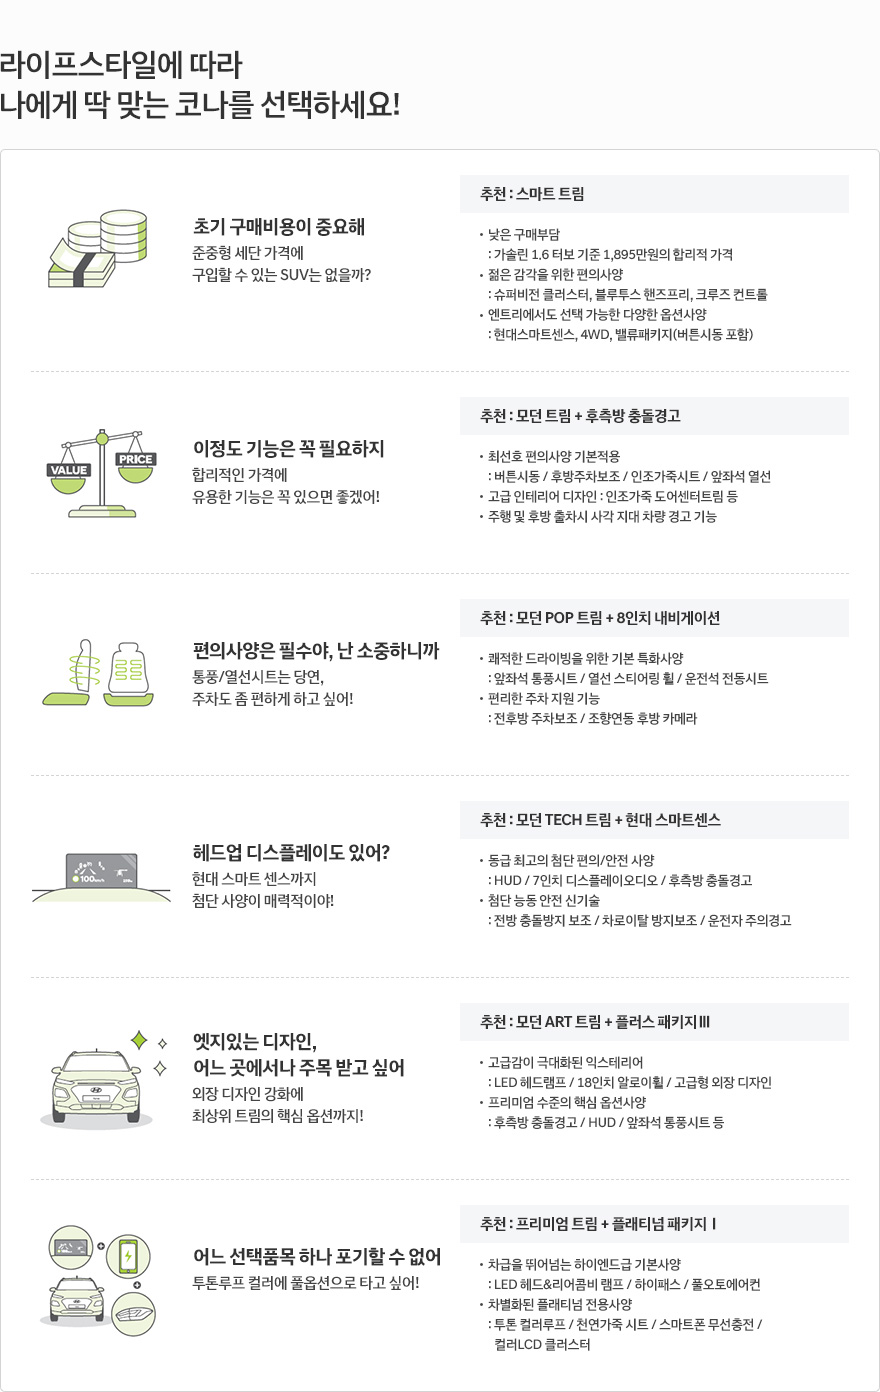 라이프스타일에 따라
나에게 딱 맞는 코나를 선택하세요!
초기 구매비용이 중요해
준중형 세단 가격에
구입할 수 있는 SUV는 없을까?
추천 : 스마트 트림
• 낮은 구매부담
: 가솔린 1.6 터보 기준 1,895만원의 합리적 가격
• 젊은 감각을 위한 편의사양
: 슈퍼비전 클러스터, 블루투스 핸즈프리, 크루즈 컨트롤
• 엔트리에서도 선택 가능한 다양한 옵션사양
: 현대스마트센스, 4WD, 밸류패키지(버튼시동 포함)
VALUE
PRICE
이정도 기능은 꼭 필요하지
합리적인 가격에
유용한 기능은 꼭 있으면 좋겠어!
추천 : 모던 트림 + 후측방 충돌경고
• 최선호 편의사양 기본적용
: 버튼시동 / 후방주차보조 / 인조가죽시트 / 앞좌석 열선
• 고급 인테리어 디자인 : 인조가죽 도어센터트림 등
• 주행 및 후방 출차시 사각 지대 차량 경고 기능
편의사양은 필수야, 난 소중하니까
통풍/열선시트는 당연,
주차도 좀 편하게 하고 싶어!
추천 : 모던 POP 트림 + 8인치 내비게이션
• 쾌적한 드라이빙을 위한 기본 특화사양
: 앞좌석 통풍시트 / 열선 스티어링 휠 / 운전석 전동시트
• 편리한 주차 지원 기능
: 전후방 주차보조 / 조향연동 후방 카메라
100
헤드업 디스플레이도 있어?
현대 스마트 센스까지
첨단 사양이 매력적이야!
추천 : 모던 TECH 트림 + 현대 스마트센스
• 동급 최고의 첨단 편의/안전 사양
: HUD / 7인치 디스플레이오디오 / 후측방 충돌경고
• 첨단 능동 안전 신기술
: 전방 충돌방지 보조 / 차로이탈 방지보조 / 운전자 주의경고
엣지있는 디자인,
어느 곳에서나 주목 받고 싶어
외장 디자인 강화에
최상위 트림의 핵심 옵션까지!
추천 : 모던 ART 트림 + 플러스 패키지Ⅲ
• 고급감이 극대화된 익스테리어
: LED 헤드램프 / 18인치 알로이휠 / 고급형 외장 디자인
• 프리미엄 수준의 핵심 옵션사양
: 후측방 충돌경고 / HUD / 앞좌석 통풍시트 등
어느 선택품목 하나 포기할 수 없어
투톤루프 컬러에 풀옵션으로 타고 싶어!
추천 : 프리미엄 트림 + 플래티넘 패키지Ⅰ
• 차급을 뛰어넘는 하이엔드급 기본사양
: LED 헤드&리어콤비 램프 / 하이패스 / 풀오토에어컨
• 차별화된 플래티넘 전용사양
: 투톤 컬러루프 / 천연가죽 시트 / 스마트폰 무선충전 /
컬러LCD 클러스터